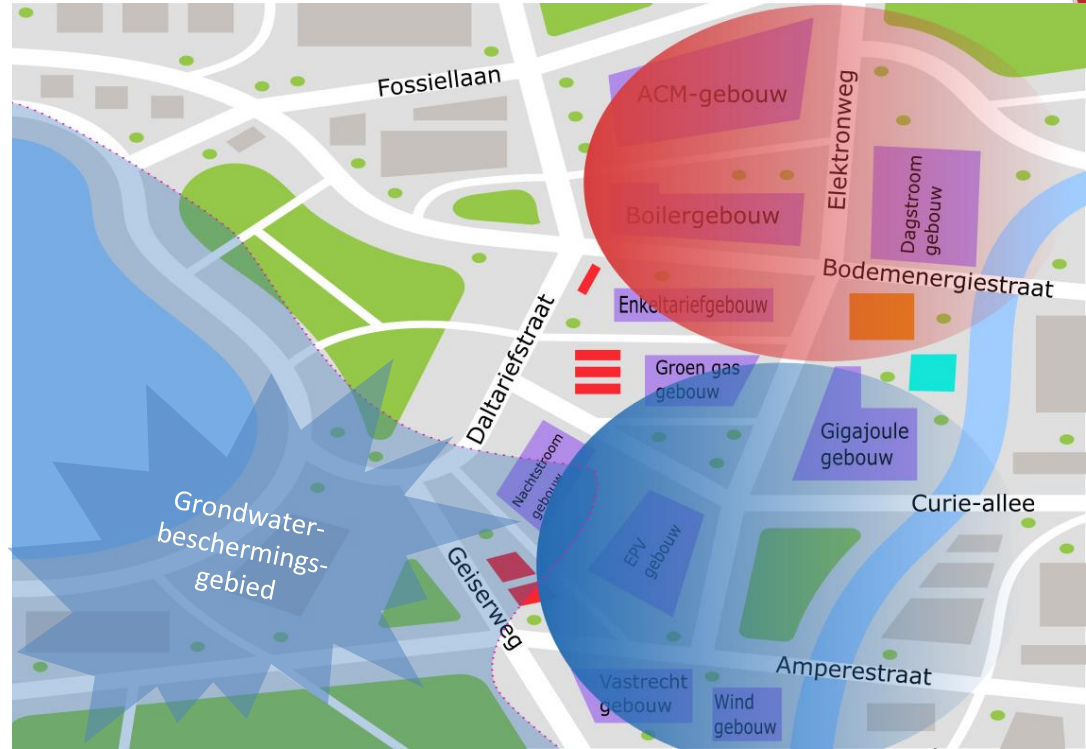 Fossiellaan
ACM-gebouw
Elektronweg
Boilergebouw
Dagstroom
gebouw
Bodemenergiestraat
Enkeltariefgebouw
Daltariefstraat
Groen gas
gebouw
Gigajoule
gebouw
Nachtstroom
gebouw
Curie-allee
Grondwater-
beschermings-
gebied
EPV
gebouw
Geiserweg
Amperestraat
Vastrecht
gebouw
Wind
gebouw